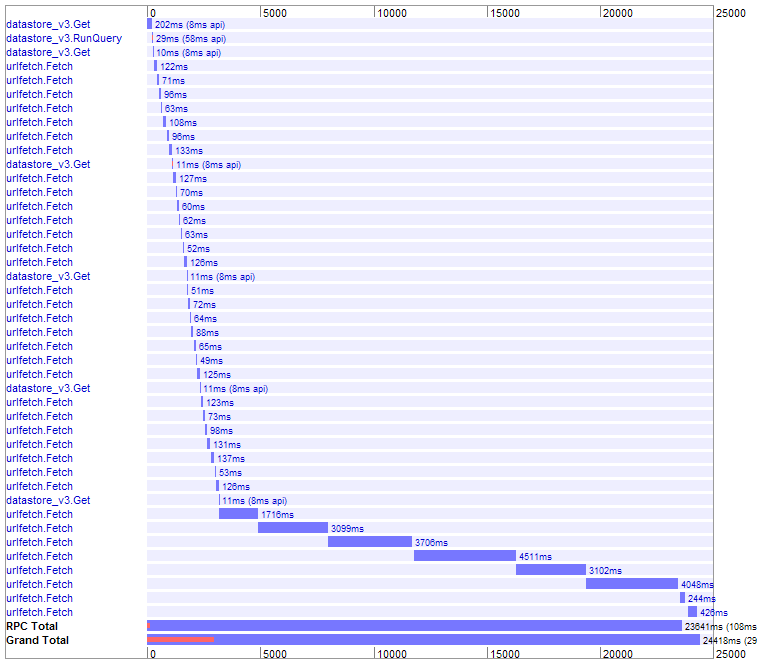 0 5000 10000 15000 20000 25000
datastore_v3.Get 202ms (8ms api)
datastore_v3.RunQuery 29ms (58ms api)
datastore_v3.Get 10ms (8ms api)
urlfetch.Fetch 122ms
urlfetch.Fetch 71ms
urlfetch.Fetch 96ms
urlfetch.Fetch 63ms
urlfetch.Fetch 108ms
urlfetch.Fetch 96ms
urlfetch.Fetch 133ms
datastore_v3.Get 11ms (8ms api)
urlfetch.Fetch 127ms
urlfetch.Fetch 70ms
urlfetch.Fetch 60ms
urlfetch.Fetch 62ms
urlfetch.Fetch 63ms
urlfetch.Fetch 52ms
urlfetch.Fetch 126ms
datastore_v3.Get 11ms (8ms api)
urlfetch.Fetch 51ms
urlfetch.Fetch 72ms
urlfetch.Fetch 64ms
urlfetch.Fetch 88ms
urlfetch.Fetch 65ms
urlfetch.Fetch 49ms
urlfetch.Fetch 125ms
datastore_v3.Get 11ms (8ms api)
urlfetch.Fetch 123ms
urlfetch.Fetch 73ms
urlfetch.Fetch 98ms
urlfetch.Fetch 131ms
urlfetch.Fetch 137ms
urlfetch.Fetch 53ms
urlfetch.Fetch 126ms
datastore_v3.Get 11ms (8ms api)
urlfetch.Fetch 1716ms
urlfetch.Fetch 3099ms
urlfetch.Fetch 3706ms
urlfetch.Fetch 4511ms
urlfetch.Fetch 3102ms
urlfetch.Fetch 4048ms
urlfetch.Fetch 244ms
urlfetch.Fetch 426ms
RPC Total 23641ms (108ms
Grand Total 24418ms (29
0 5000 10000 15000 20000 25000